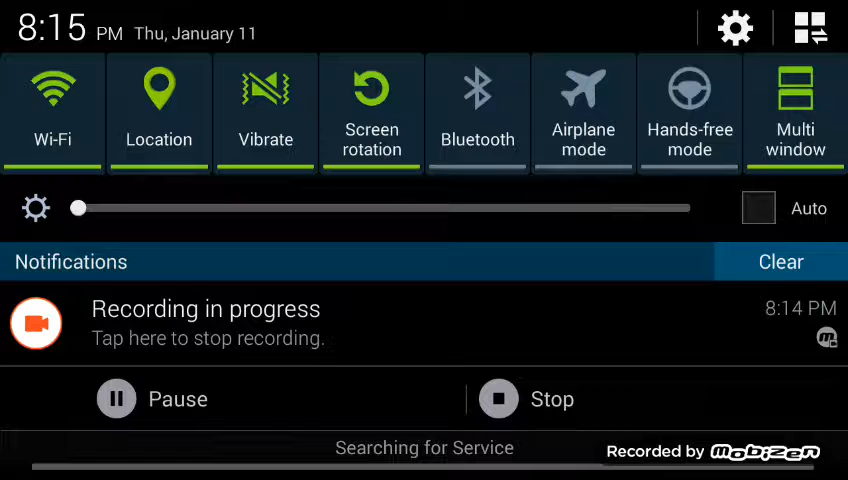 8:15 PM Thu, January 11
Wi-Fi
Location
Vibrate
Screen
rotation
Bluetooth
Airplane
mode
Hands-free
mode
Multi
window
Auto
Notifications
Clear
Recording in progress
8:14 PM
Tap here to stop recording.
Pause
Stop
Searching for Service
Recorded by mobizen